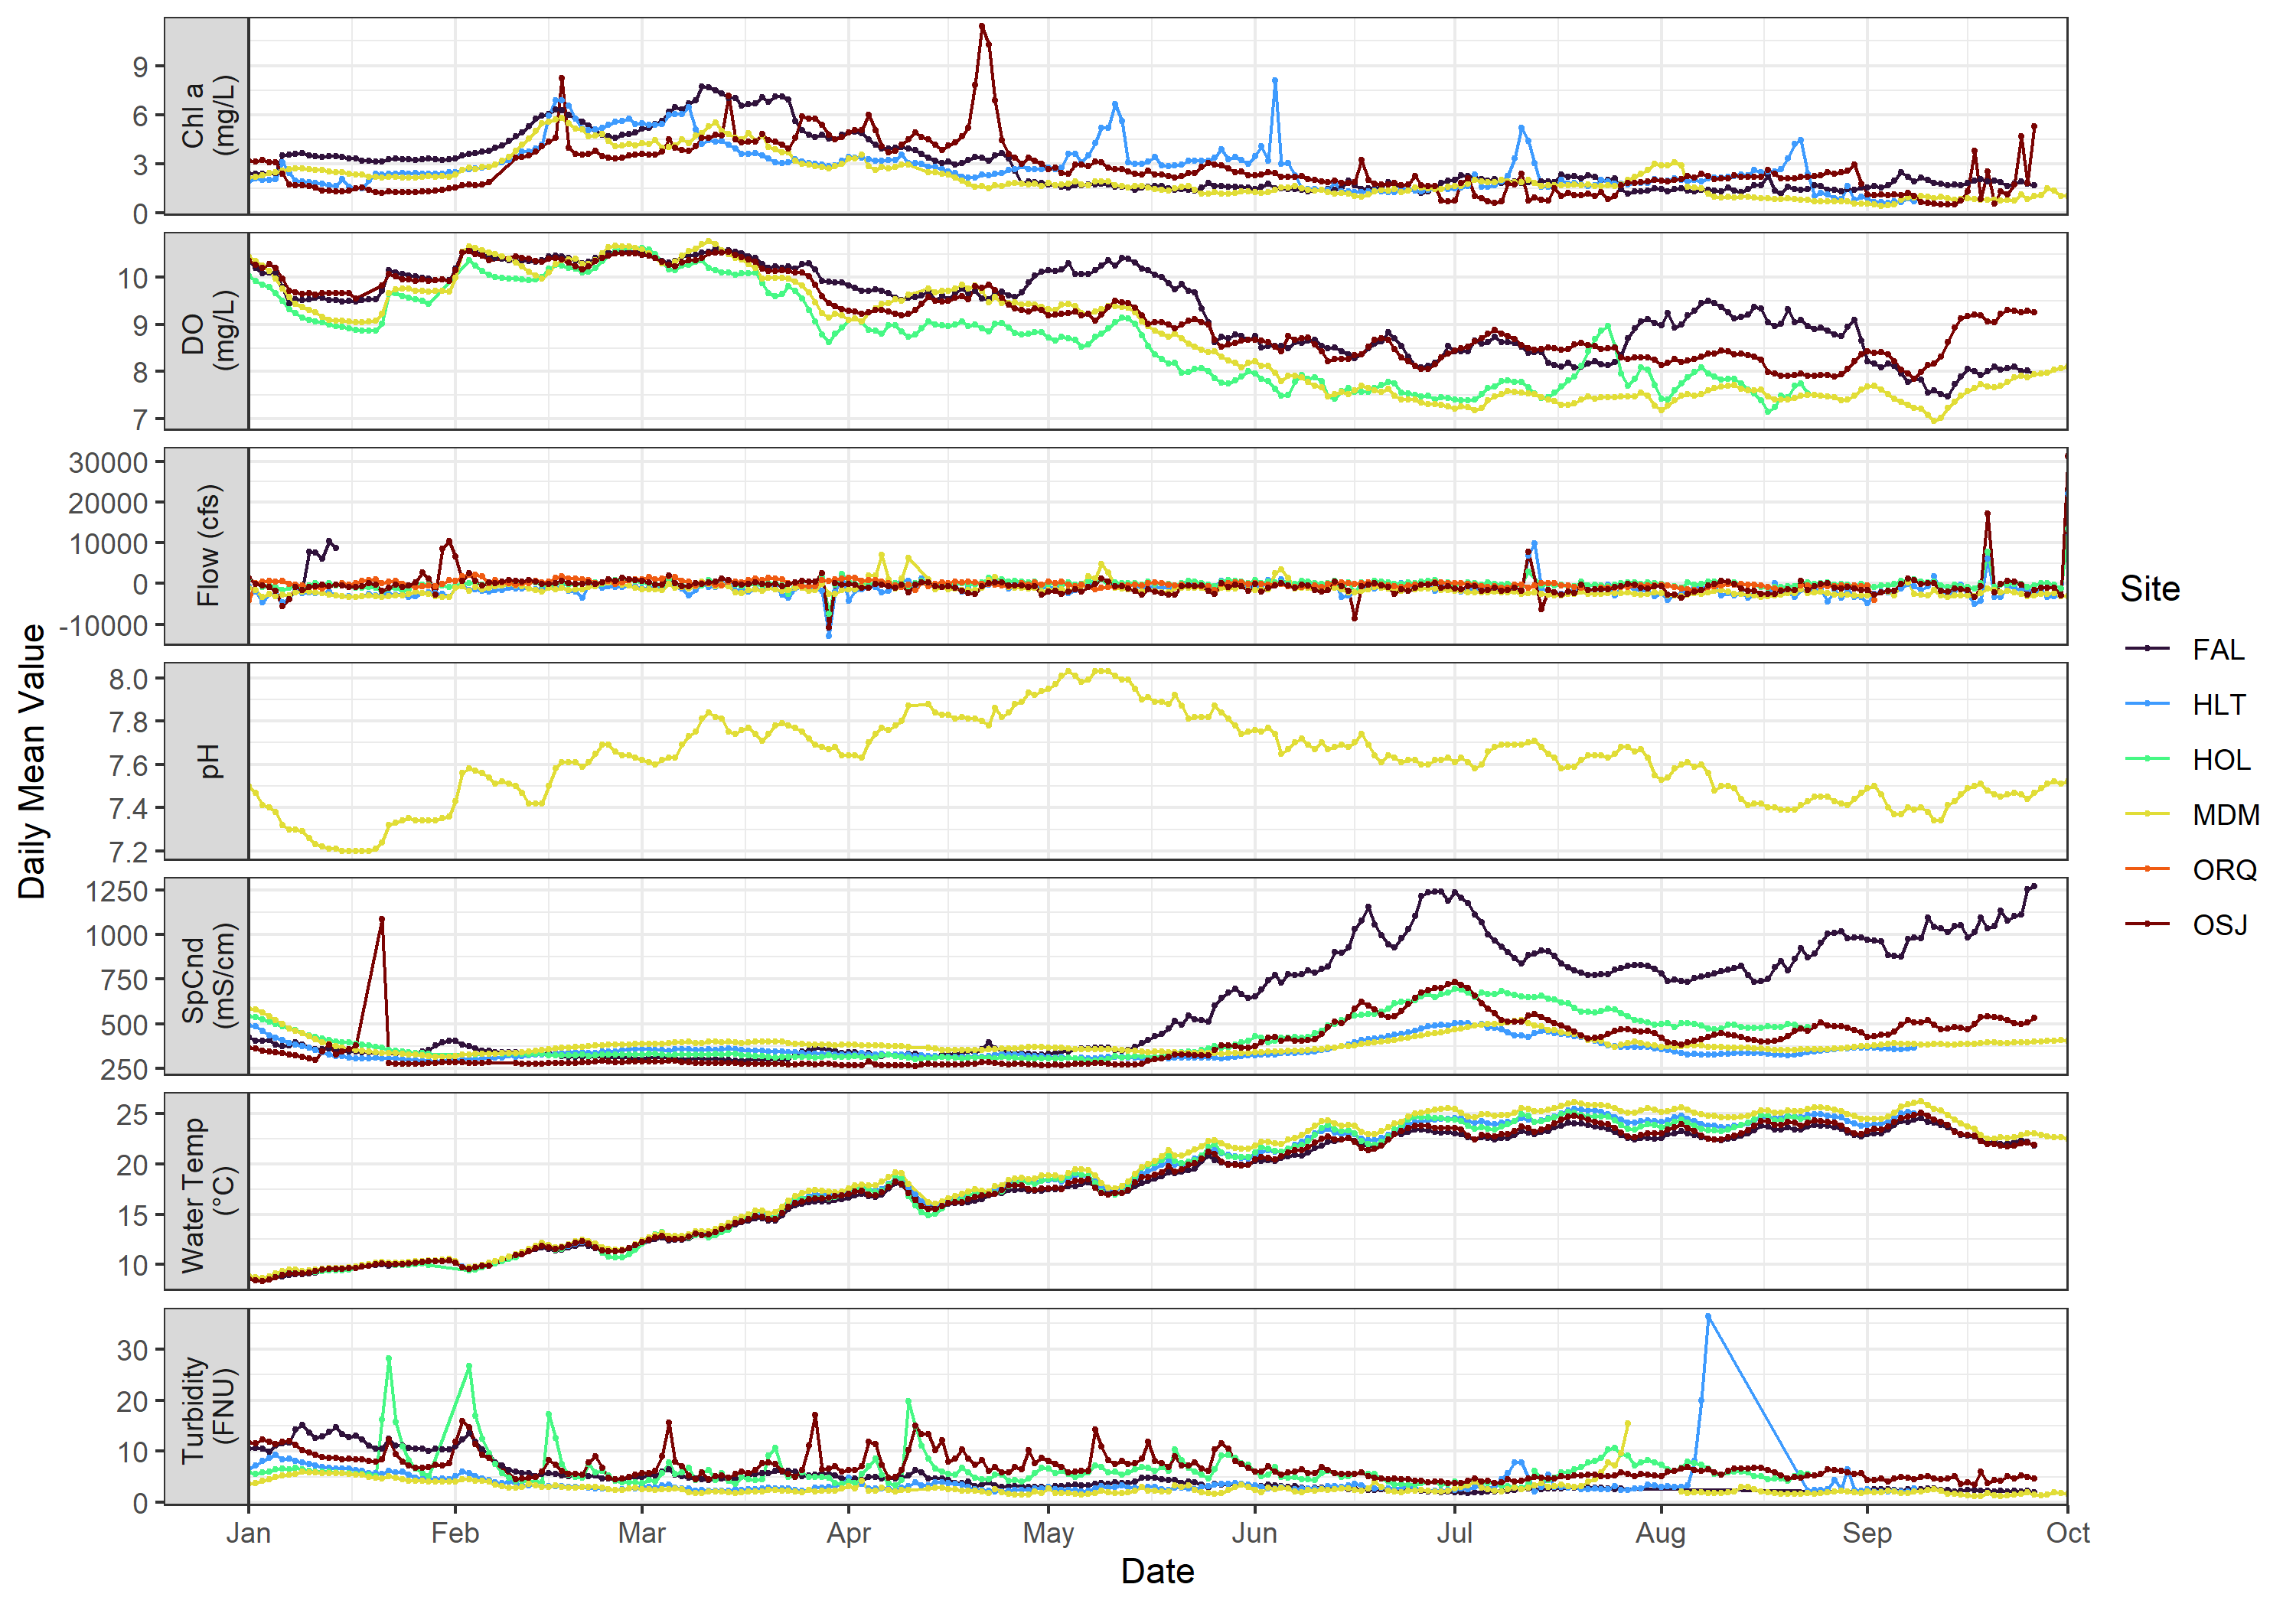 Daily Mean Value
Chl a
(mg/L)
9
6
3
0
DO
(mg/L)
10
9
8
7
Flow (cfs)
30000
20000
10000
0
-10000
pH
8.0
7.8
7.6
7.4
7.2
SpCnd
(mS/cm)
1250
1000
750
500
250
Water Temp
(°C)
25
20
15
10
Turbidity
(FNU)
30
20
10
0
Jan Feb Mar Apr May Jun Jul Aug Sep Oct
Date
Site
FAL
HLT
HOL
MDM
ORQ
OSJ